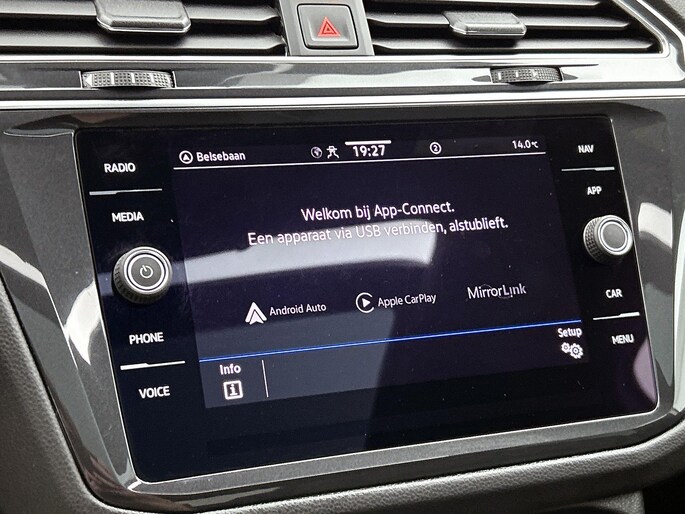 Belsebaan
19:27
2
14.0°C
RADIO
MEDIA
PHONE
VOICE
NAV
APP
CAR
MENU
Welkom bij App-Connect.
Een apparaat via USB verbinden, alstublieft.
Android Auto
Apple CarPlay
MirrorLink
Setup
Info
i